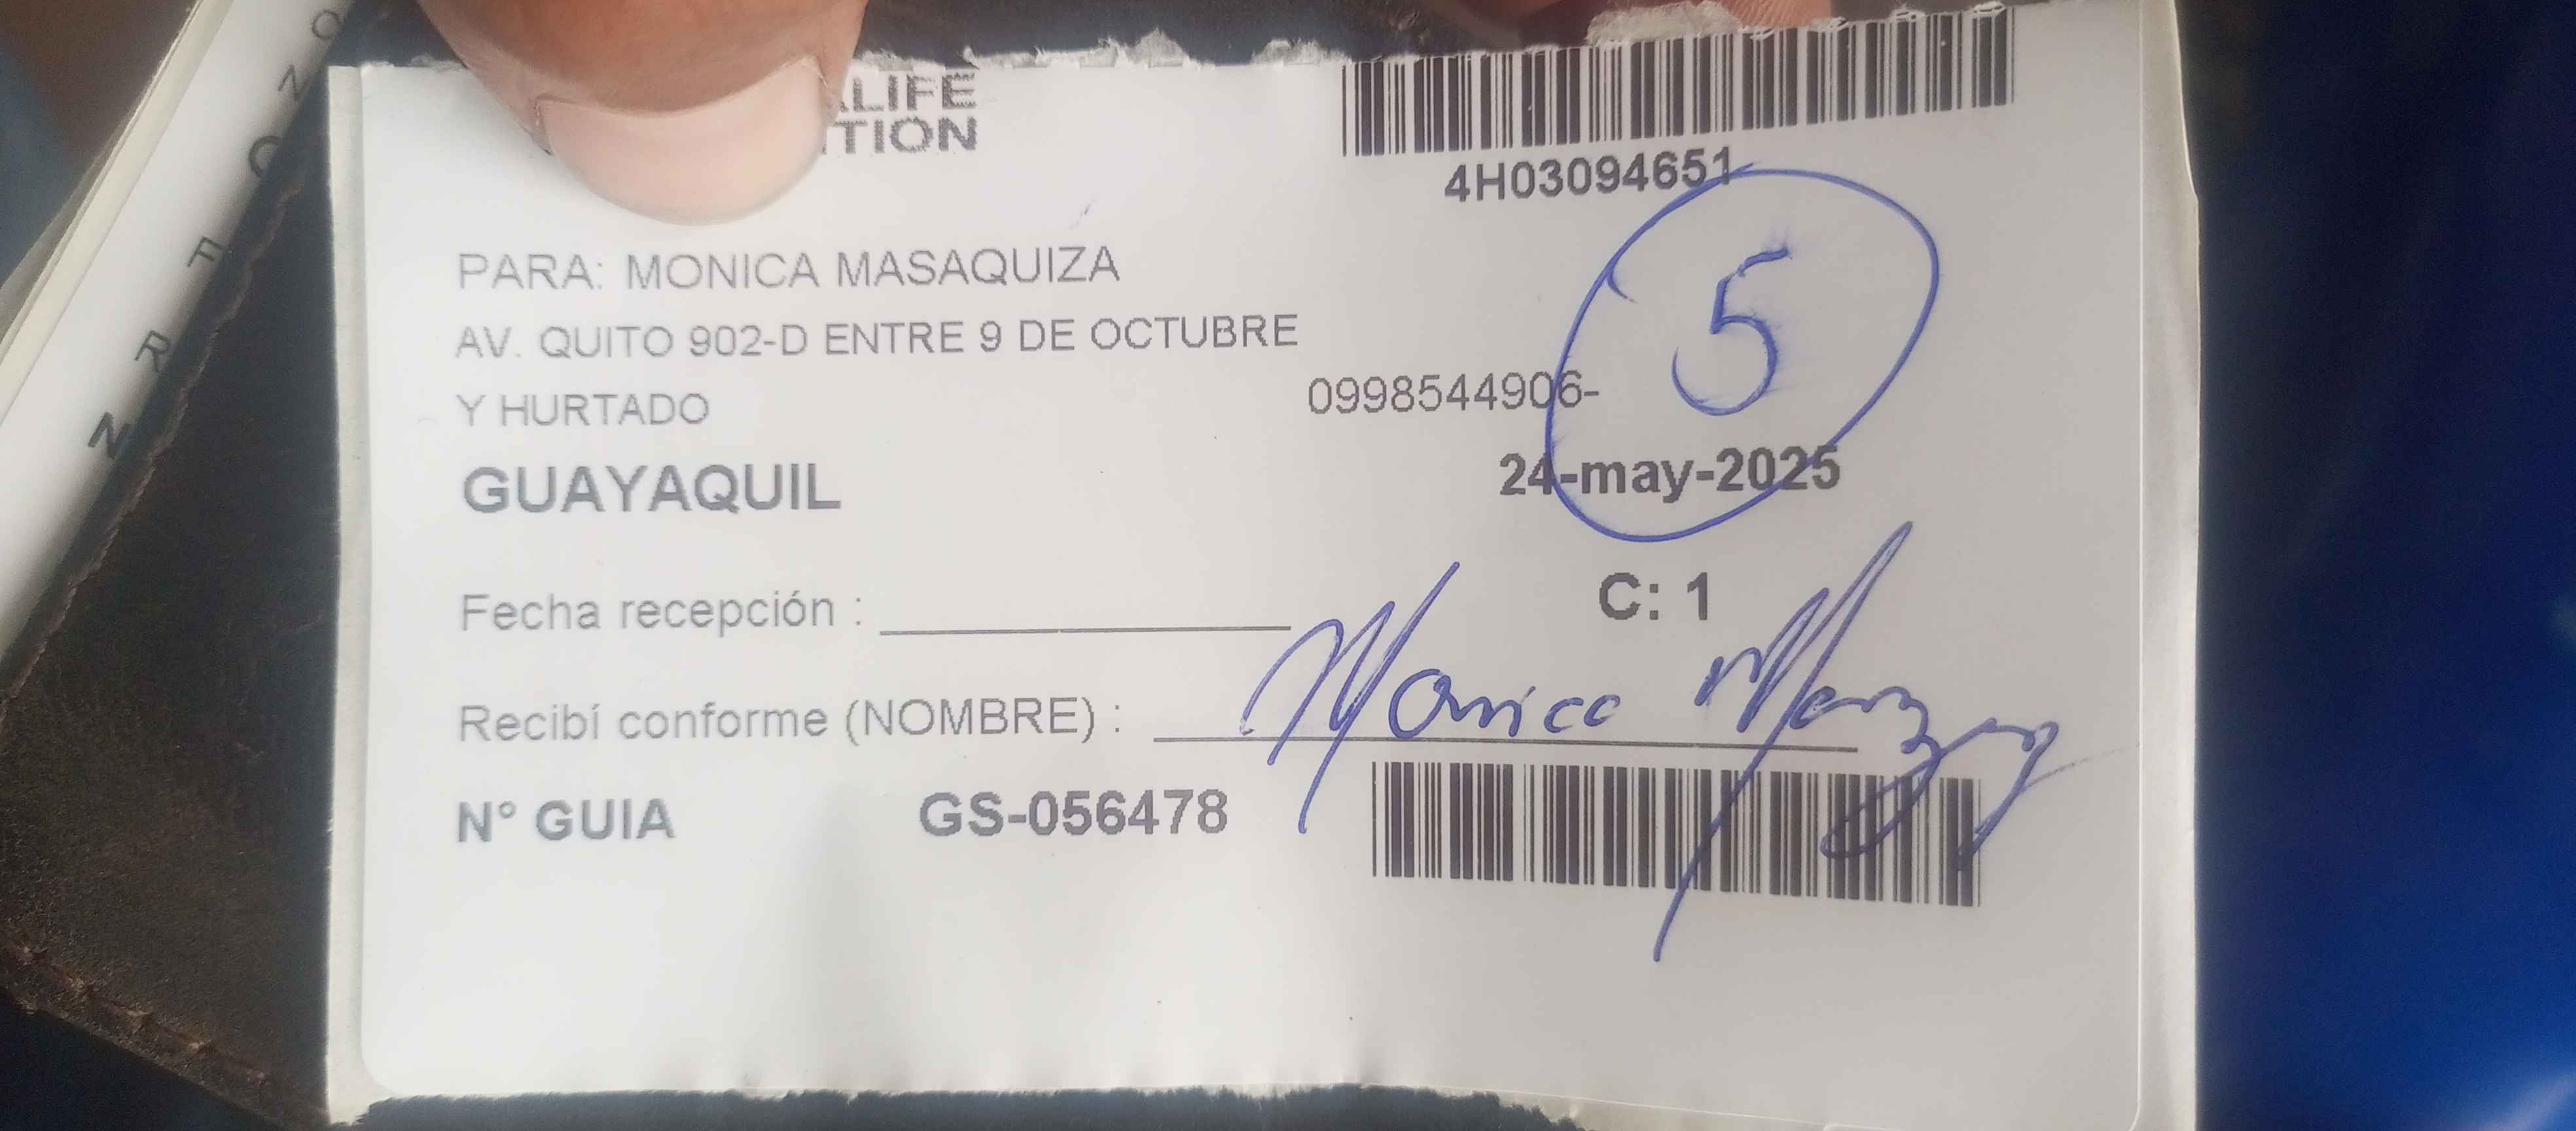 LIFE
TION
4H03094651
5
PARA: MONICA MASAQUIZA
AV. QUITO 902-D ENTRE 9 DE OCTUBRE
Y HURTADO
0998544906-
GUAYAQUIL
24-may-2025
C: 1
Fecha recepción :
Recibí conforme (NOMBRE) : Monica
N° GUIA GS-056478